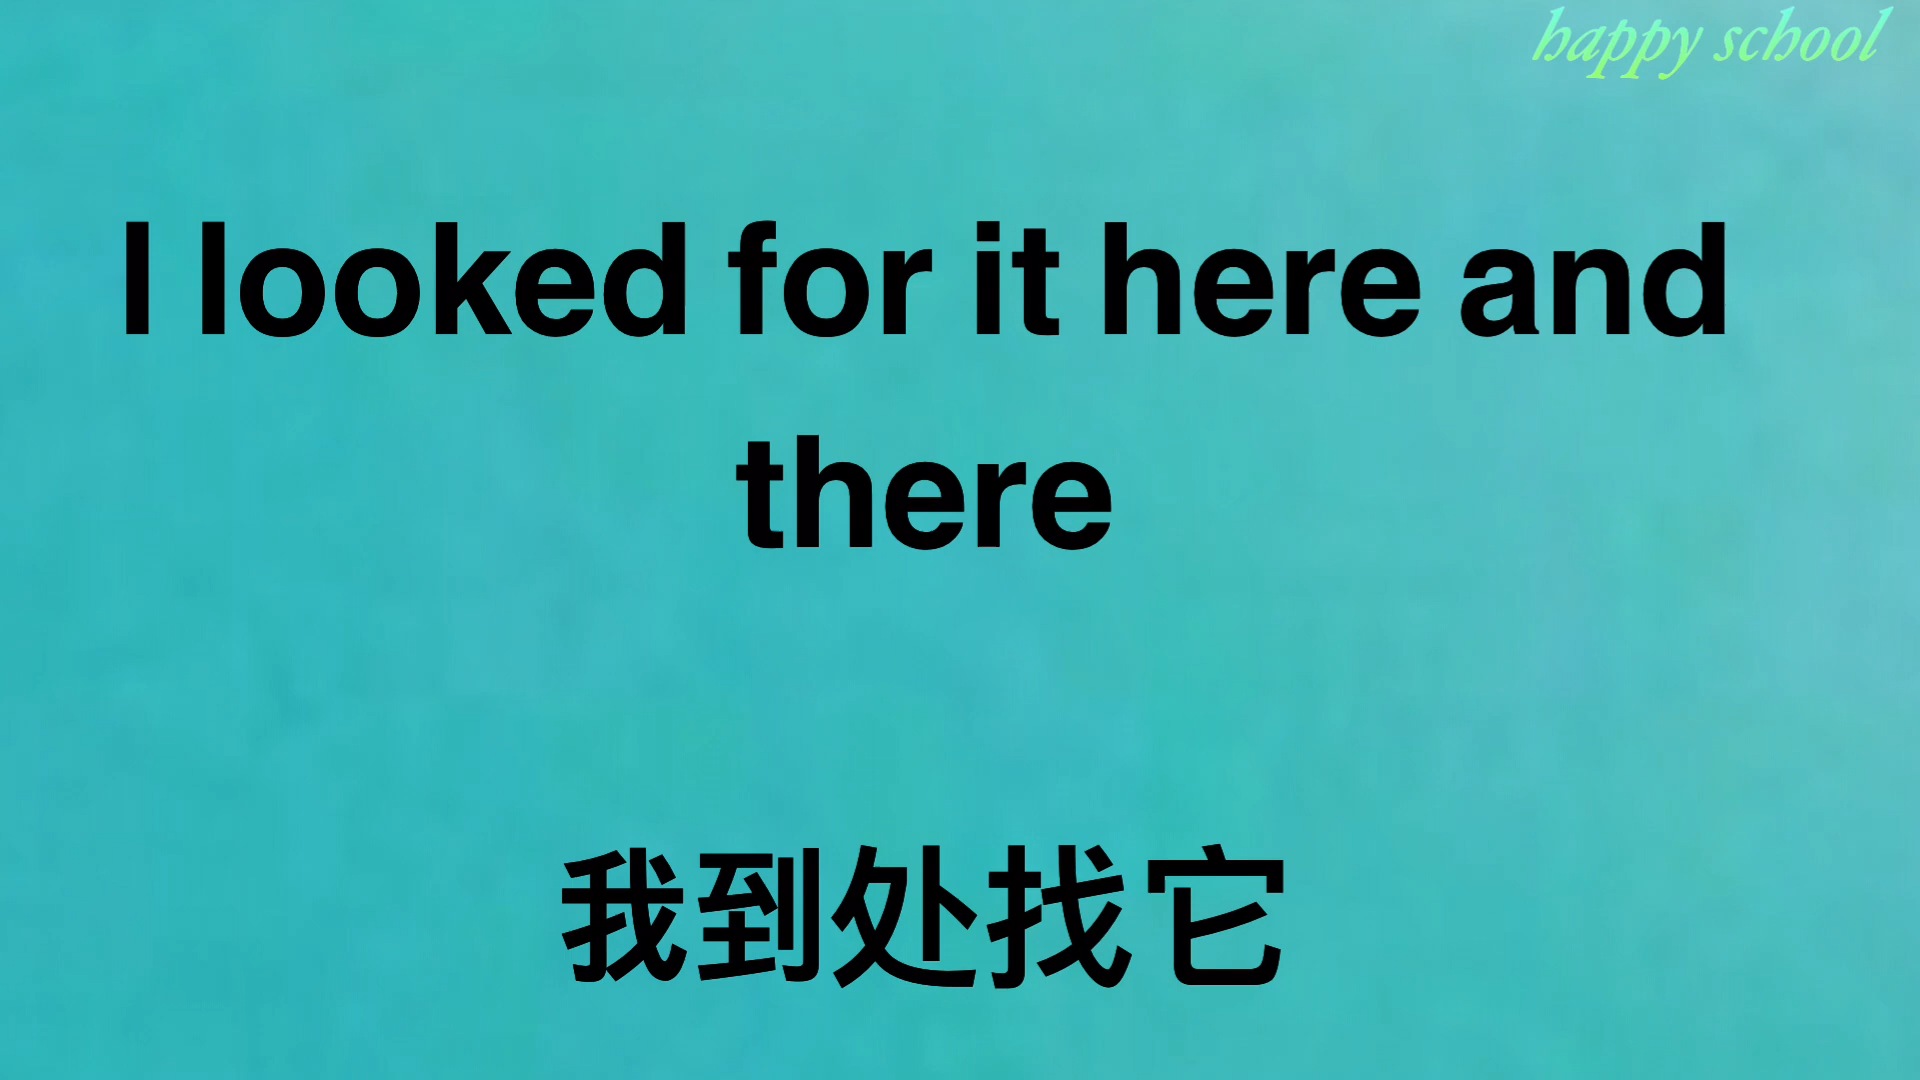 happy school
I looked for it here and
there
我到处找它